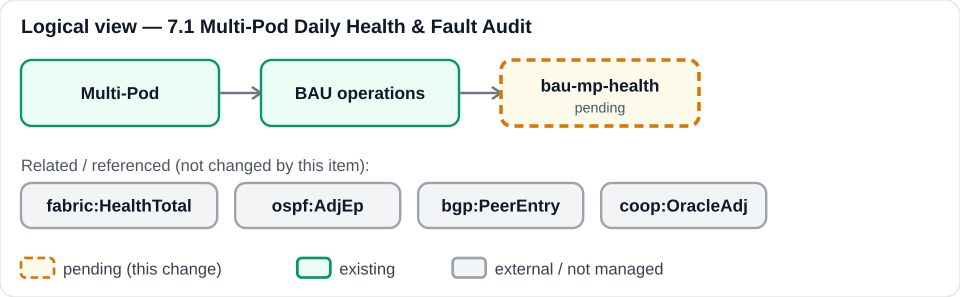 Logical view — 7.1 Multi-Pod Daily Health & Fault Audit
Multi-Pod
BAU operations
bau-mp-health
pending
Related / referenced (not changed by this item):
fabric:HealthTotal
ospf:AdjEp
bgp:PeerEntry
coop:OracleAdj
pending (this change)
existing
external / not managed